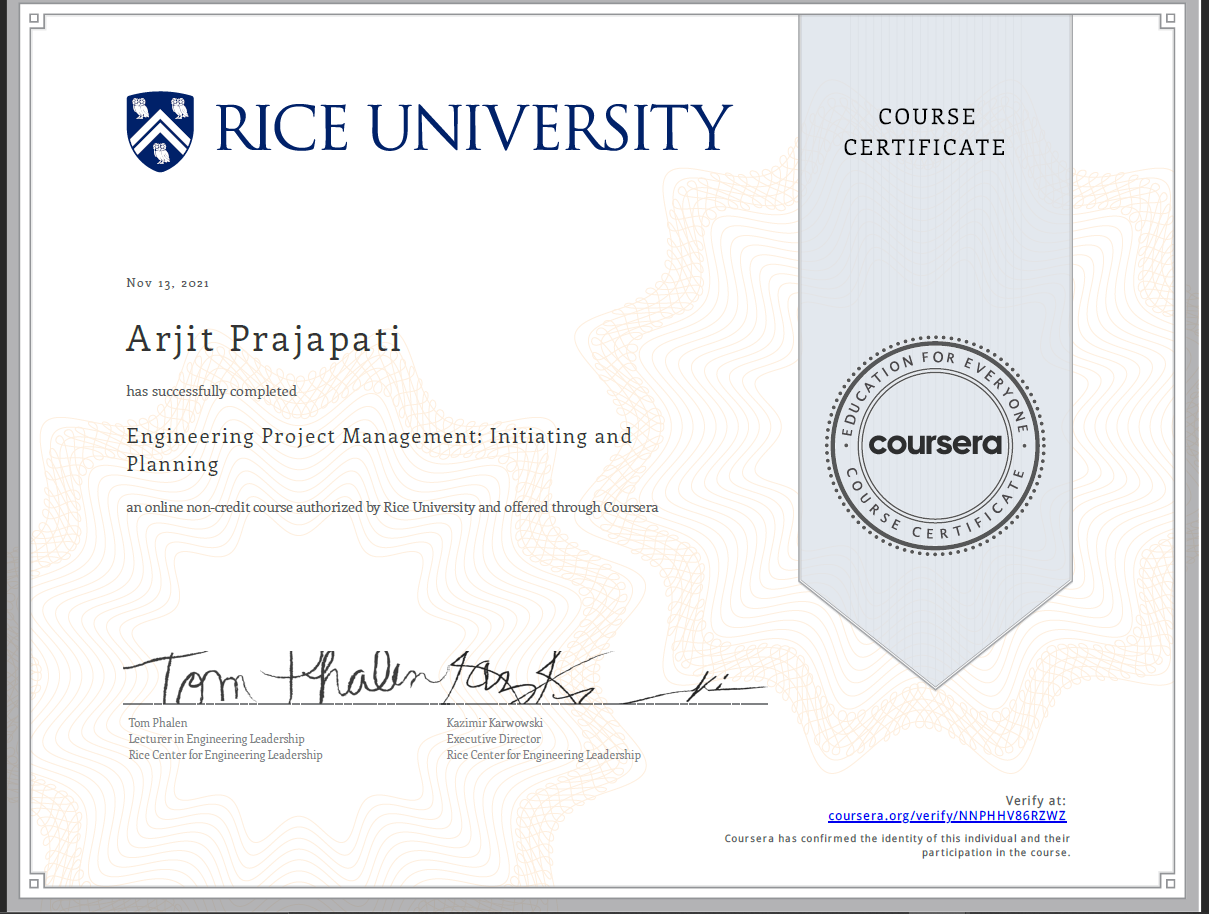 RICE UNIVERSITY
COURSE
CERTIFICATE
Nov 13, 2021
Arjit Prajapati
has successfully completed
Engineering Project Management: Initiating and
Planning
an online non-credit course authorized by Rice University and offered through Coursera
EDUCATION FOR EVERYONE
coursera
COURSE CERTIFICATE
Tom Phalen
Tom Phalen
Lecturer in Engineering Leadership
Rice Center for Engineering Leadership
Kazimir Karwowski
Executive Director
Rice Center for Engineering Leadership
Verify at:
coursera.org/verify/NNPHHV86RZWZ
Coursera has confirmed the identity of this individual and their
participation in the course.